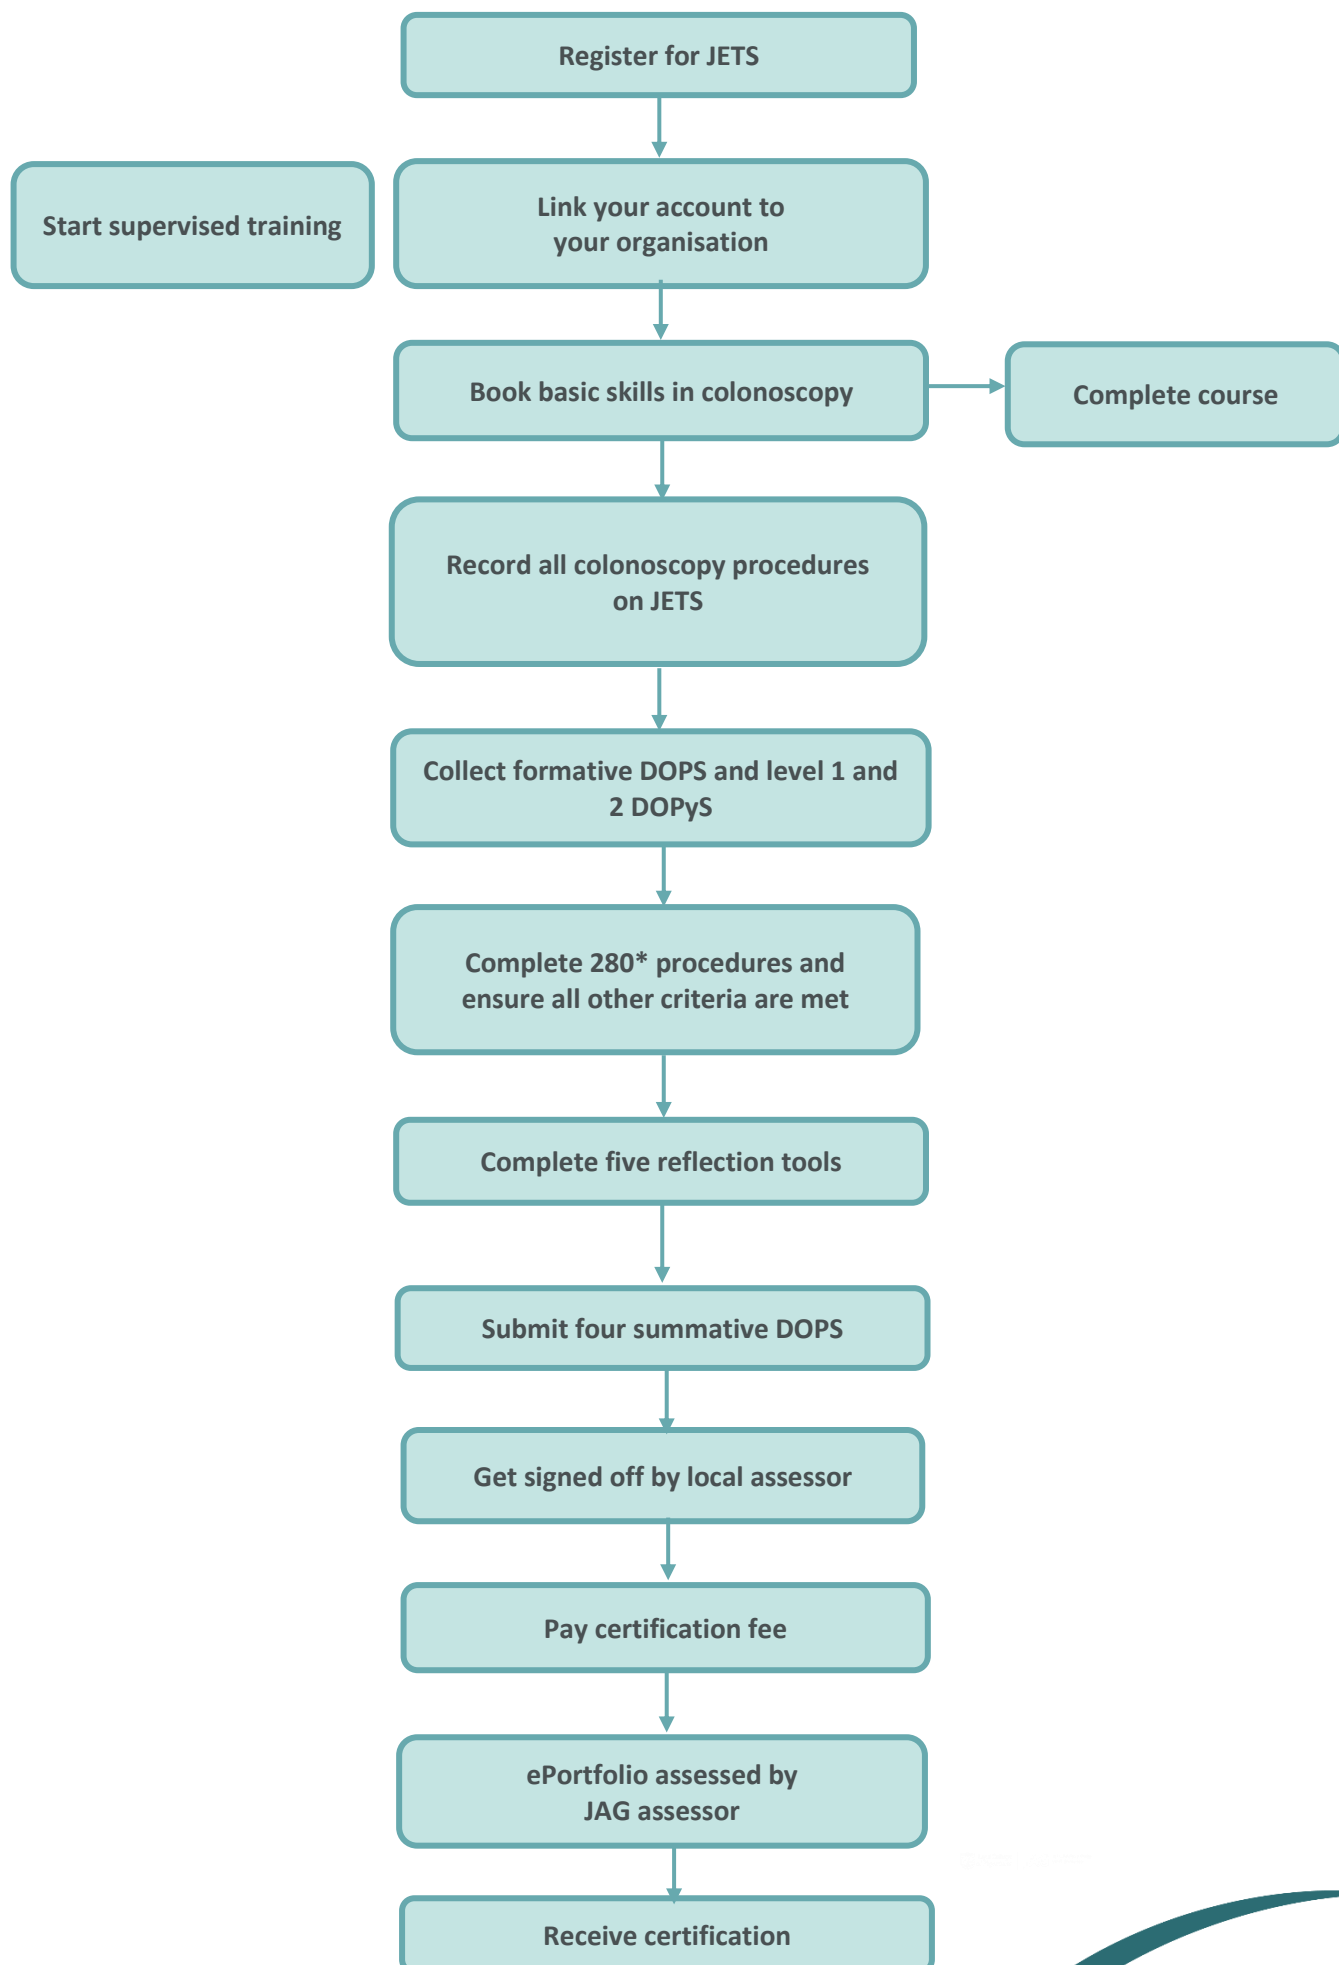 Register for JETS
Start supervised training
Link your account to
your organisation
Book basic skills in colonoscopy
Complete course
Record all colonoscopy procedures
on JETS
Collect formative DOPS and level 1 and
2 DOPyS
Complete 280* procedures and
ensure all other criteria are met
Complete five reflection tools
Submit four summative DOPS
Get signed off by local assessor
Pay certification fee
ePortfolio assessed by
JAG assessor
Receive certification